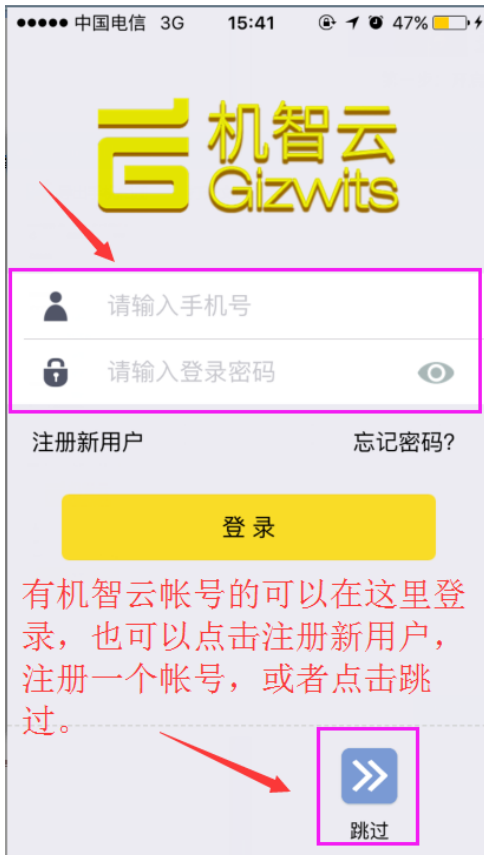 ●●●●● 中国电信 3G 15:41 47%
机智云
Gizwits
请输入手机号
请输入登录密码
注册新用户 忘记密码?
登录
有机智云帐号的可以在这里登
录，也可以点击注册新用户，
注册一个帐号，或者点击跳
过。
跳过